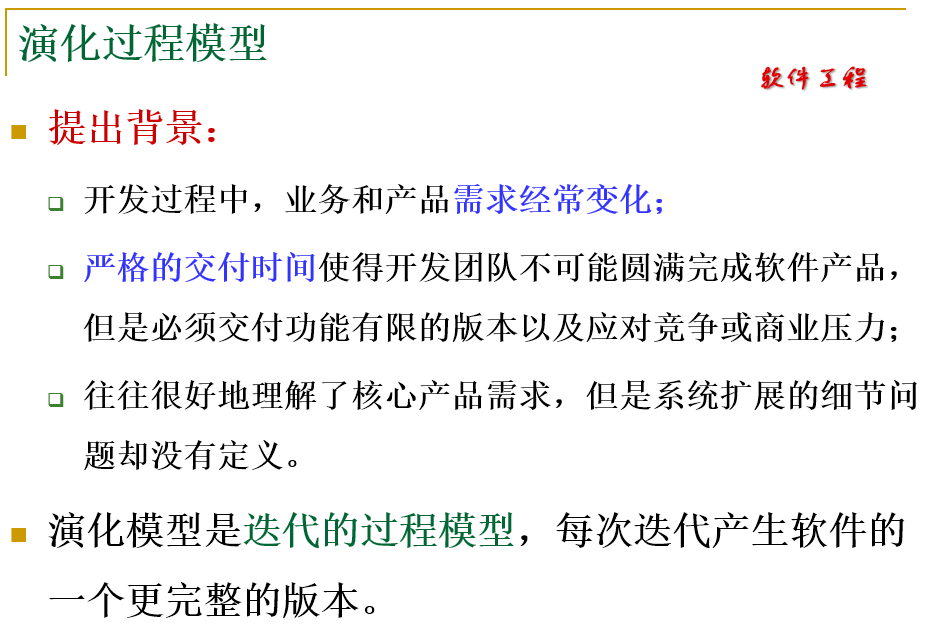 演化过程模型
软件工程
提出背景：
开发过程中，业务和产品需求经常变化；
严格的交付时间使得开发团队不可能圆满完成软件产品，
但是必须交付功能有限的版本以及应对竞争或商业压力；
往往很好地理解了核心产品需求，但是系统扩展的细节问
题却没有定义。
演化模型是迭代的过程模型，每次迭代产生软件的
一个更完整的版本。